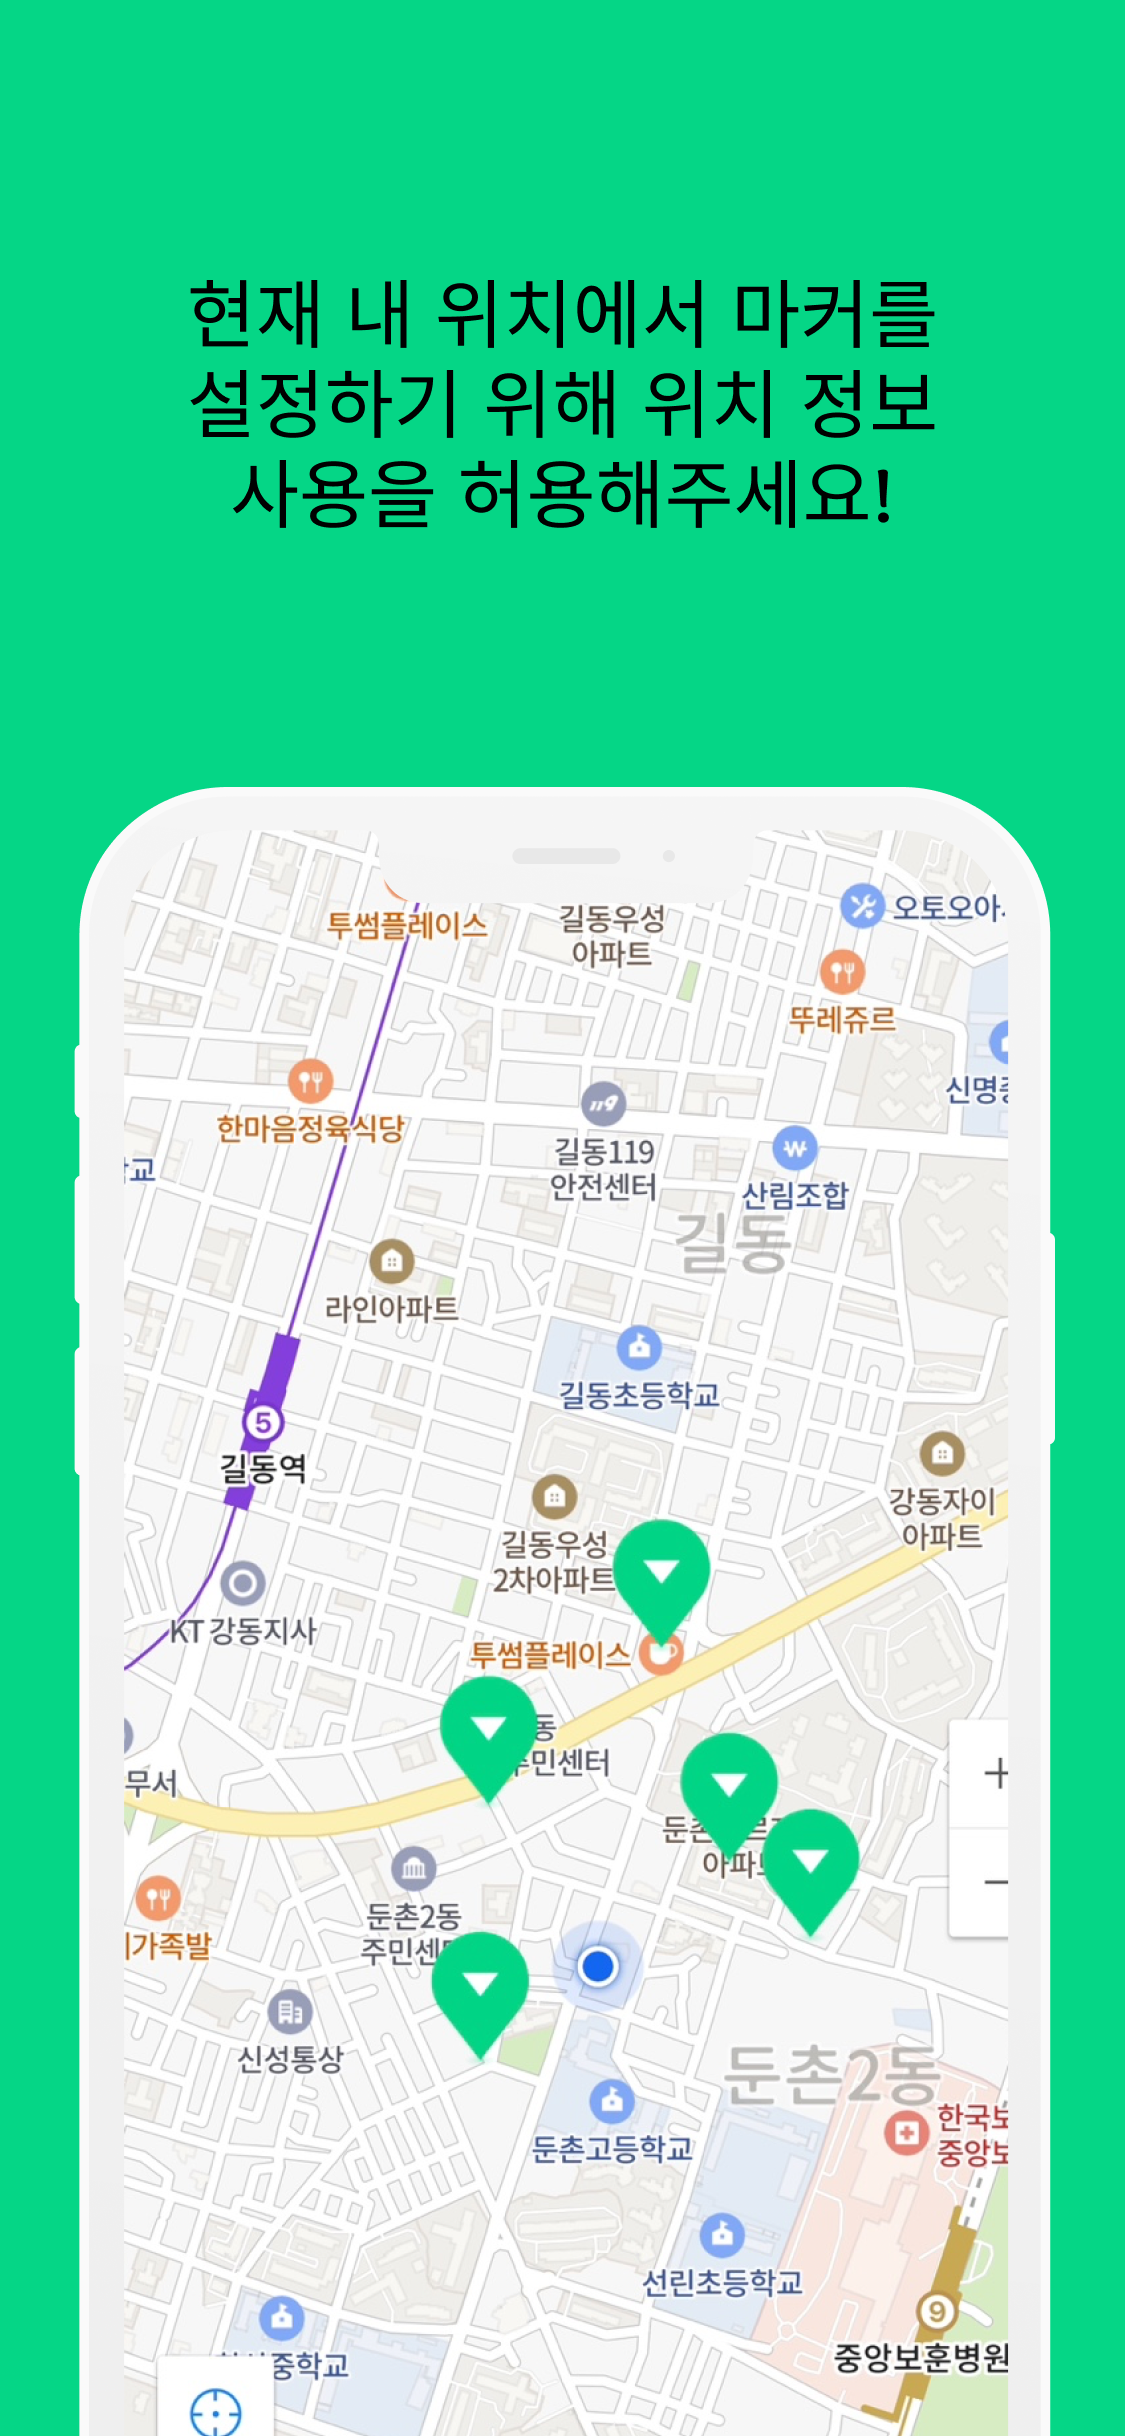 현재 내 위치에서 마커를
설정하기 위해 위치 정보
사용을 허용해주세요!
투썸플레이스
길동우성
아파트
오토오아
뚜레쥬르
신명
한마음정육식당
길동119
안전센터
산림조합
교
길동
라인아파트
길동초등학교
5
길동역
강동자이
아파트
길동우성
2차아파트
KT 강동지사
투썸플레이스
동
주민센터
무서
둔촌
아파트
+
−
둔촌2동
주민센
가족발
신성통상
둔촌2동
둔촌고등학교
한국보
중앙보
선린초등학교
9
중앙보훈병원
중학교